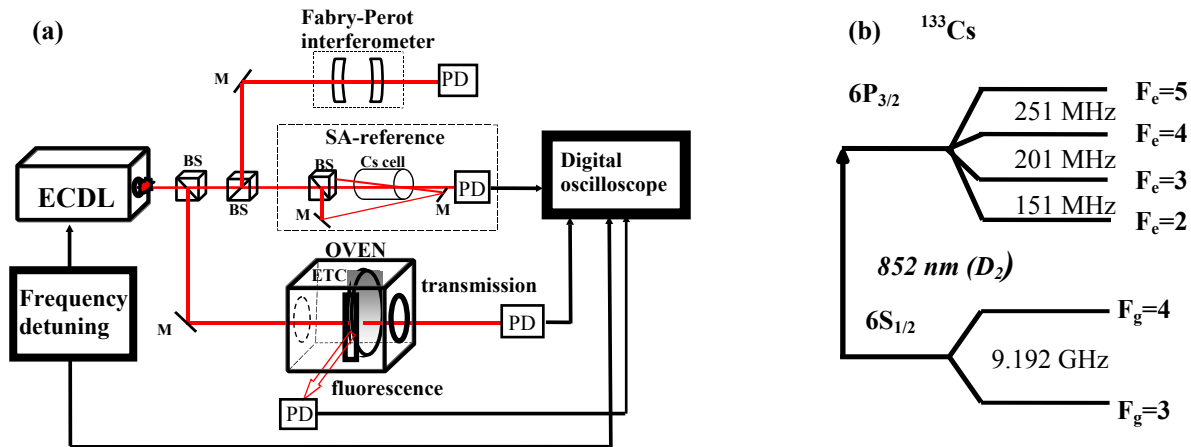 (a)
Fabry-Perot
interferometer
M
PD
SA-reference
BS
Cs cell
PD
M
M
ECDL
BS
BS
Digital
oscilloscope
OVEN
ETC
transmission
PD
M
Frequency
detuning
fluorescence
PD
(b)
¹³³Cs
6P₃/₂
Fₑ=5
251 MHz
Fₑ=4
201 MHz
Fₑ=3
151 MHz
Fₑ=2
852 nm (D₂)
6S₁/₂
F_g=4
9.192 GHz
F_g=3